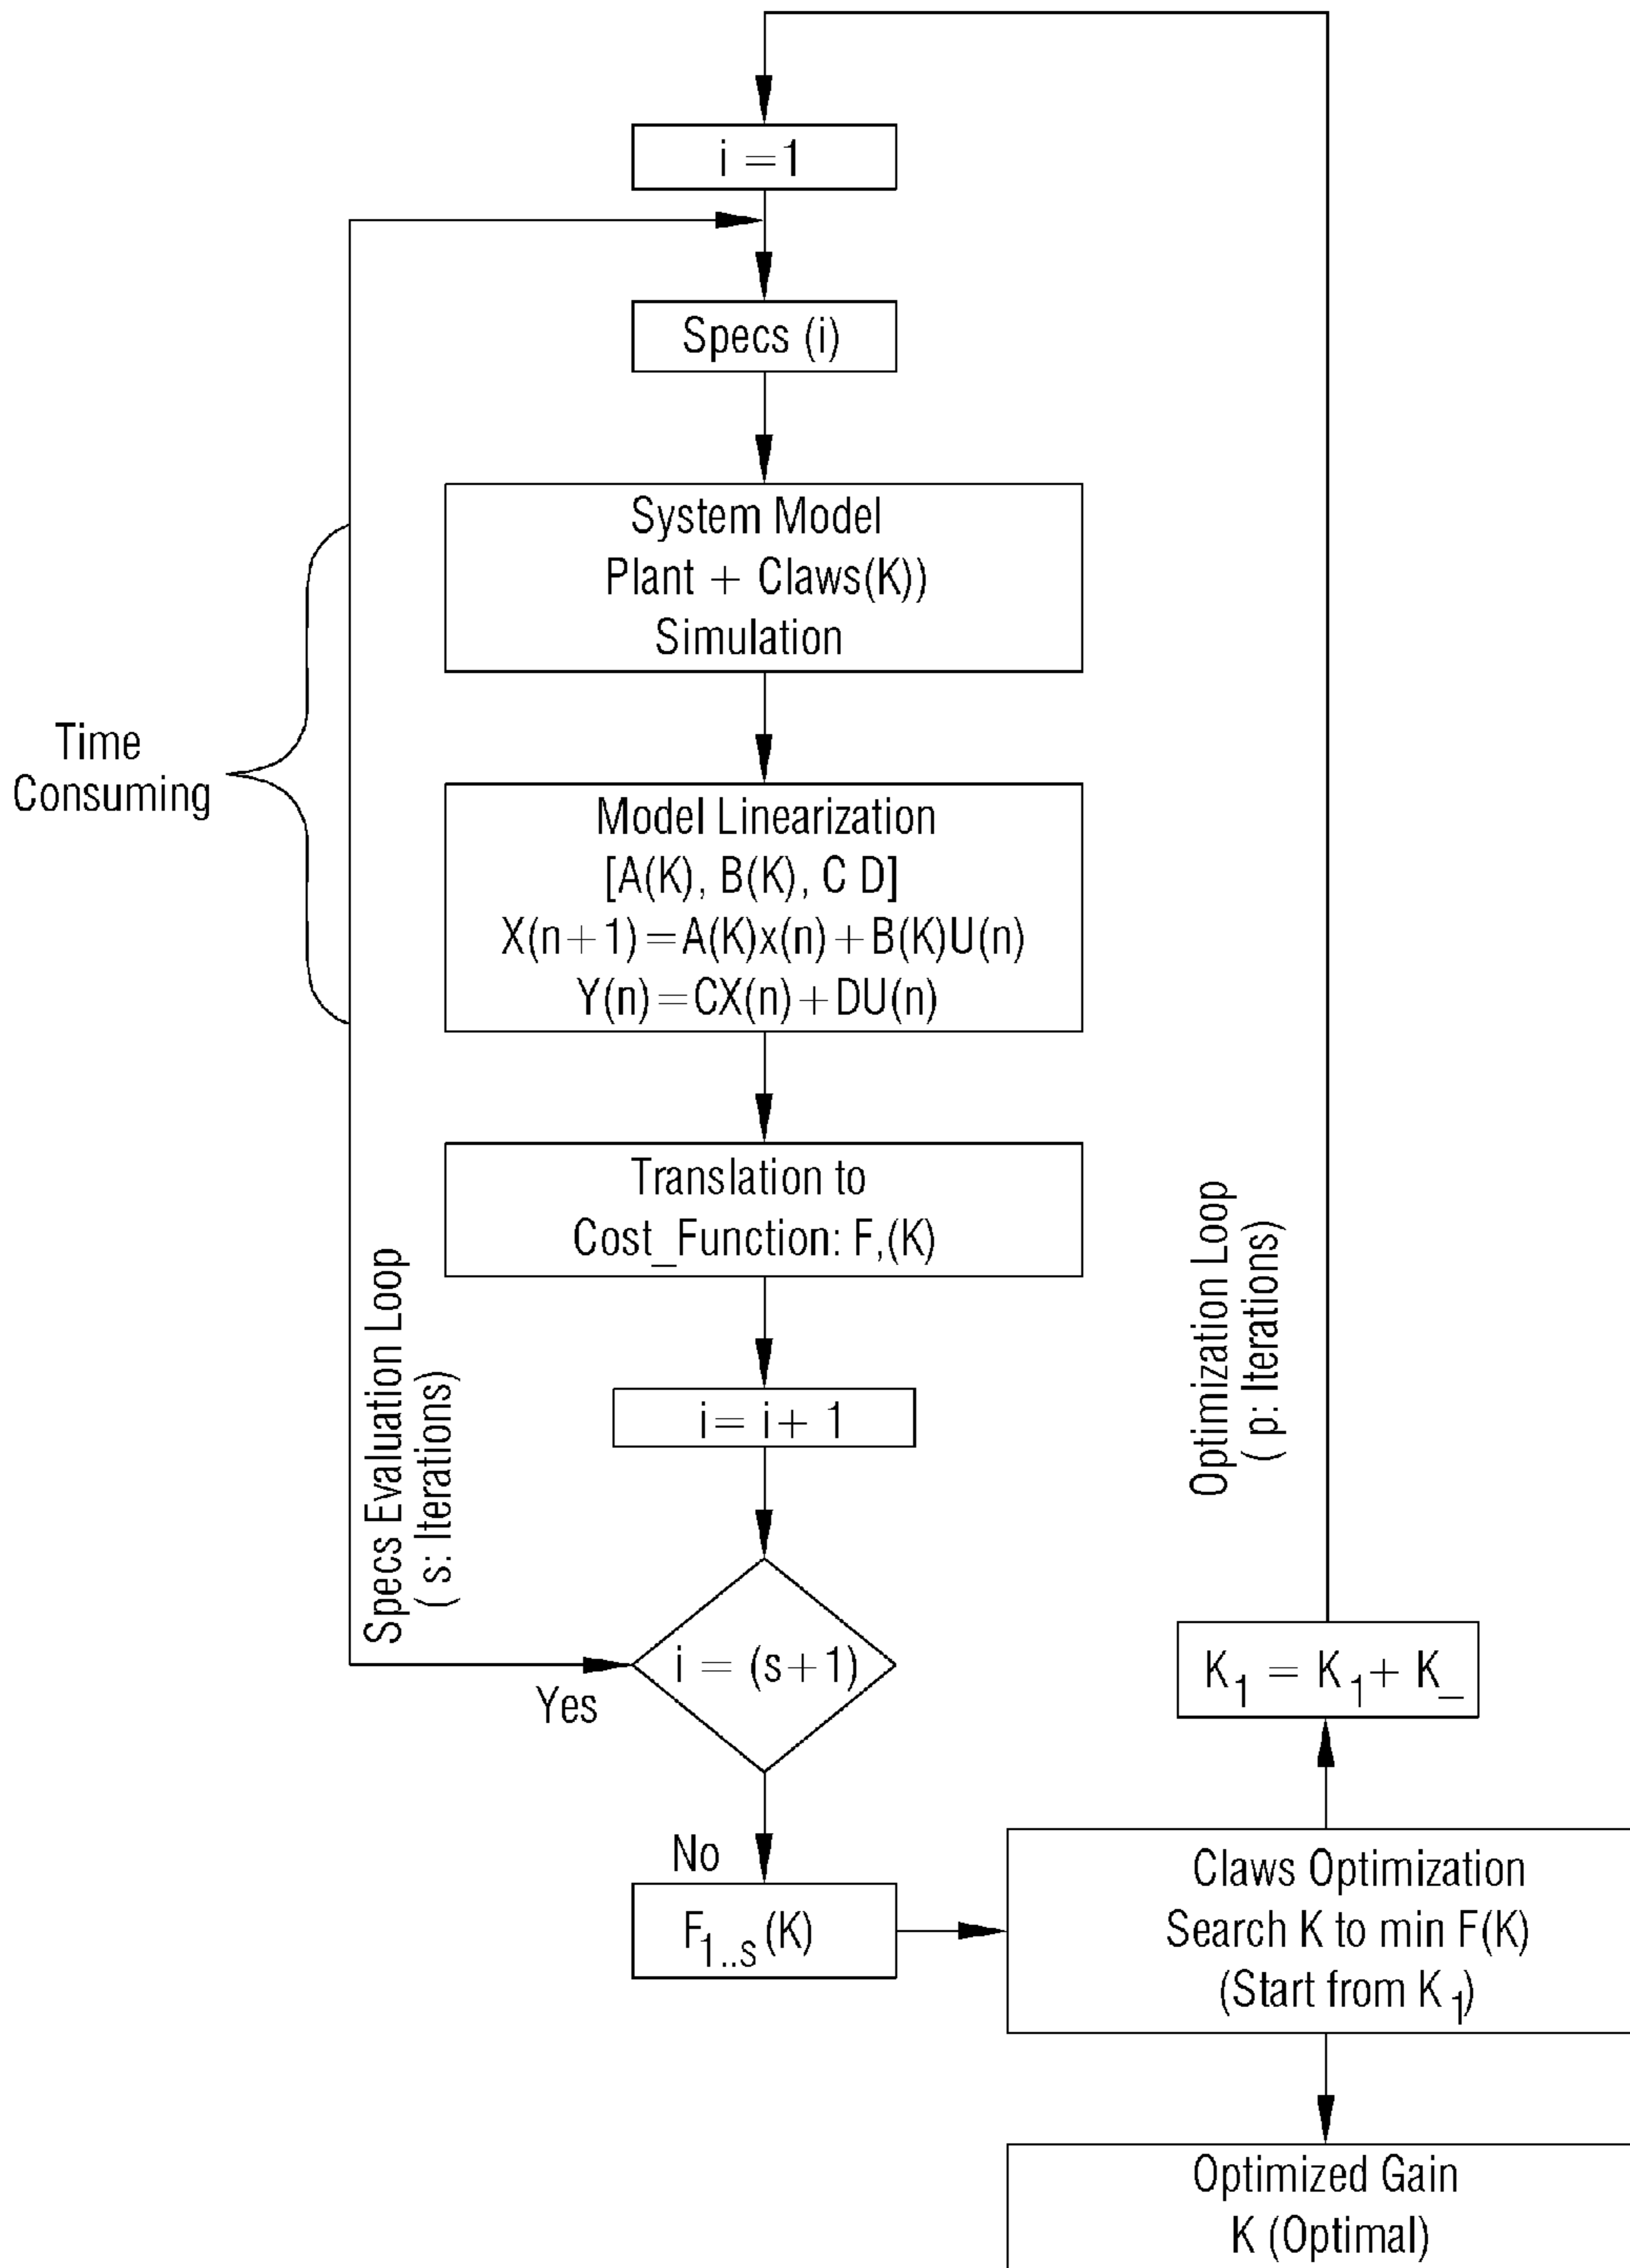 i =1
Specs (i)
System Model
Plant + Claws(K))
Simulation
Time
Consuming
Model Linearization
[A(K), B(K), C D]
X(n+1)=A(K)x(n)+B(K)U(n)
Y(n)=CX(n)+DU(n)
Translation to
Cost_Function: F,(K)
Specs Evaluation Loop
( s: Iterations)
Optimization Loop
( p: Iterations)
i= i+ 1
i = (s+1)
Yes
K₁ = K₁+ K_
No
F₁..ₛ(K)
Claws Optimization
Search K to min F(K)
(Start from K₁)
Optimized Gain
K (Optimal)